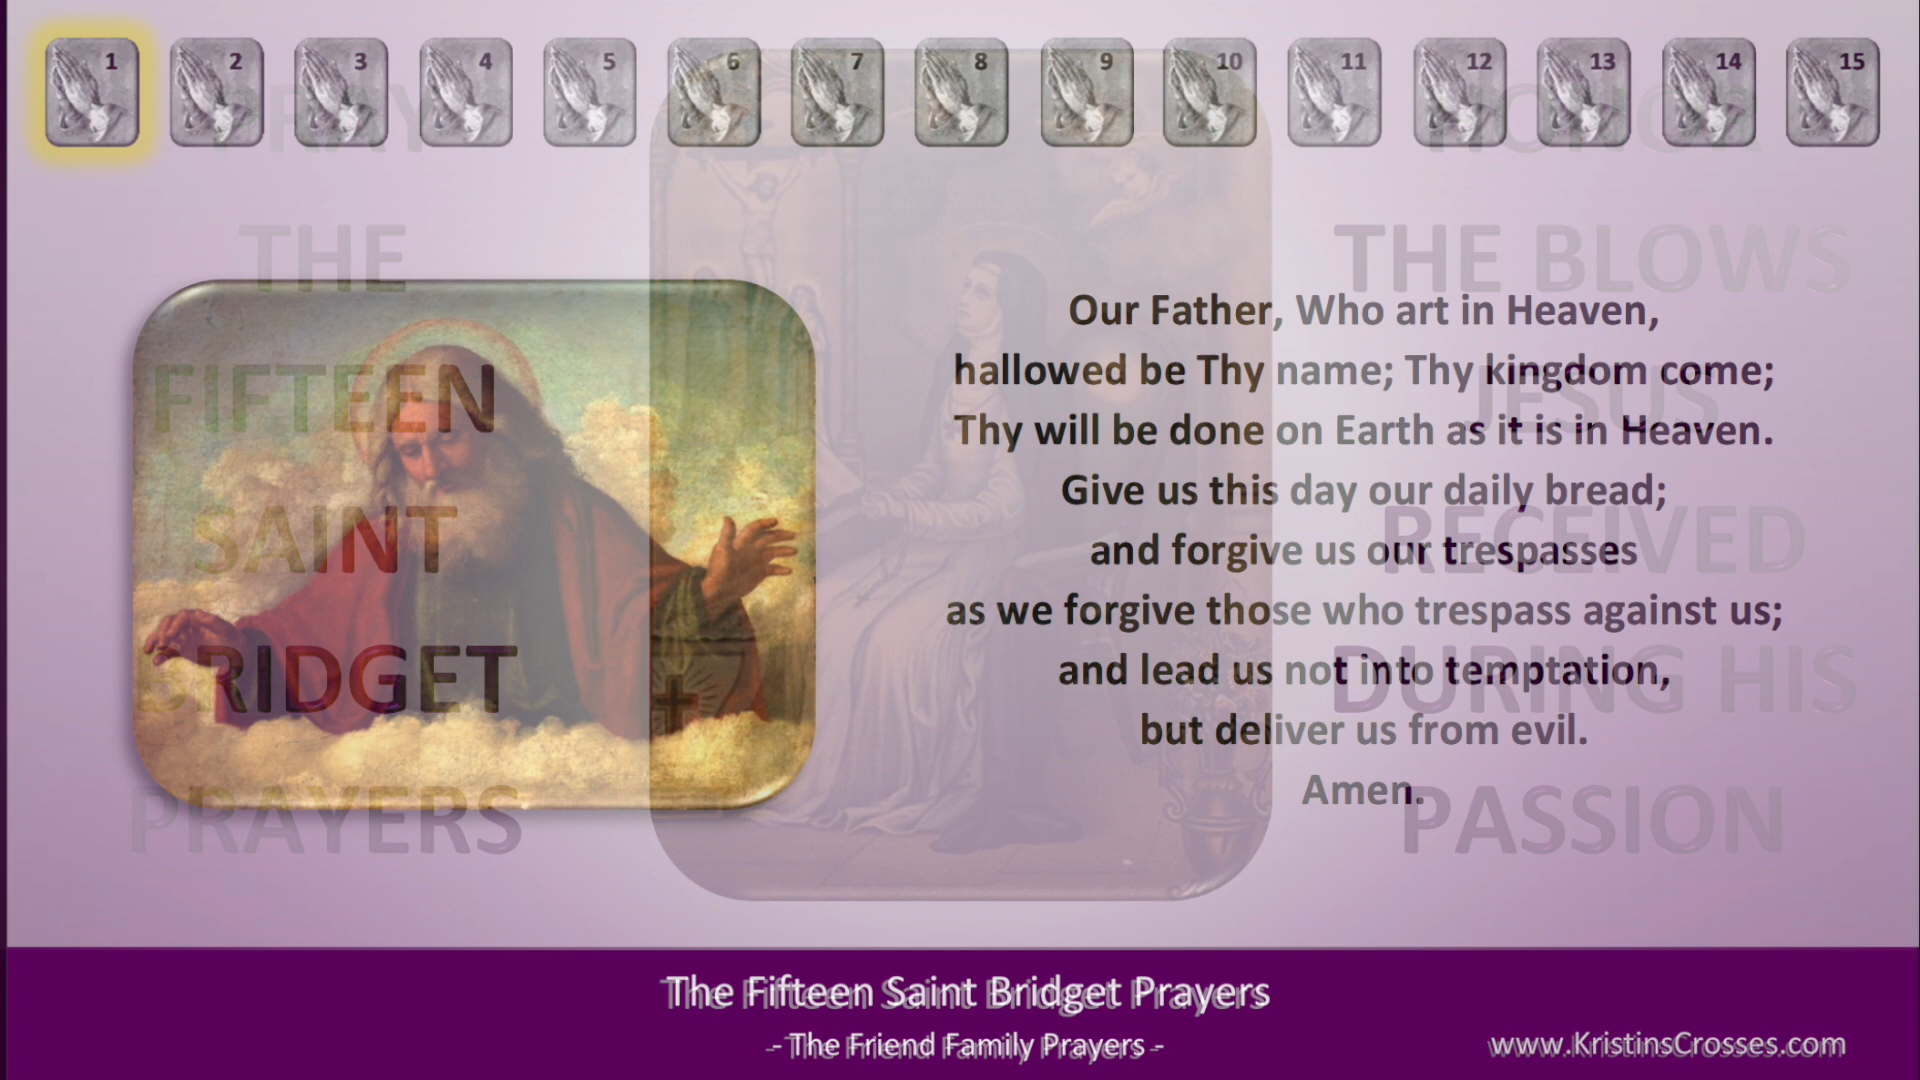 1 2 3 4 5 6 7 8 9 10 11 12 13 14 15
PRAY
THE
FIFTEEN
SAINT
BRIDGET
PRAYERS
Our Father, Who art in Heaven,
hallowed be Thy name; Thy kingdom come;
Thy will be done on Earth as it is in Heaven.
Give us this day our daily bread;
and forgive us our trespasses
as we forgive those who trespass against us;
and lead us not into temptation,
but deliver us from evil.
Amen.
HONOR
THE BLOWS
JESUS
RECEIVED
DURING HIS
PASSION
The Fifteen Saint Bridget Prayers
- The Friend Family Prayers -
www.KristinsCrosses.com